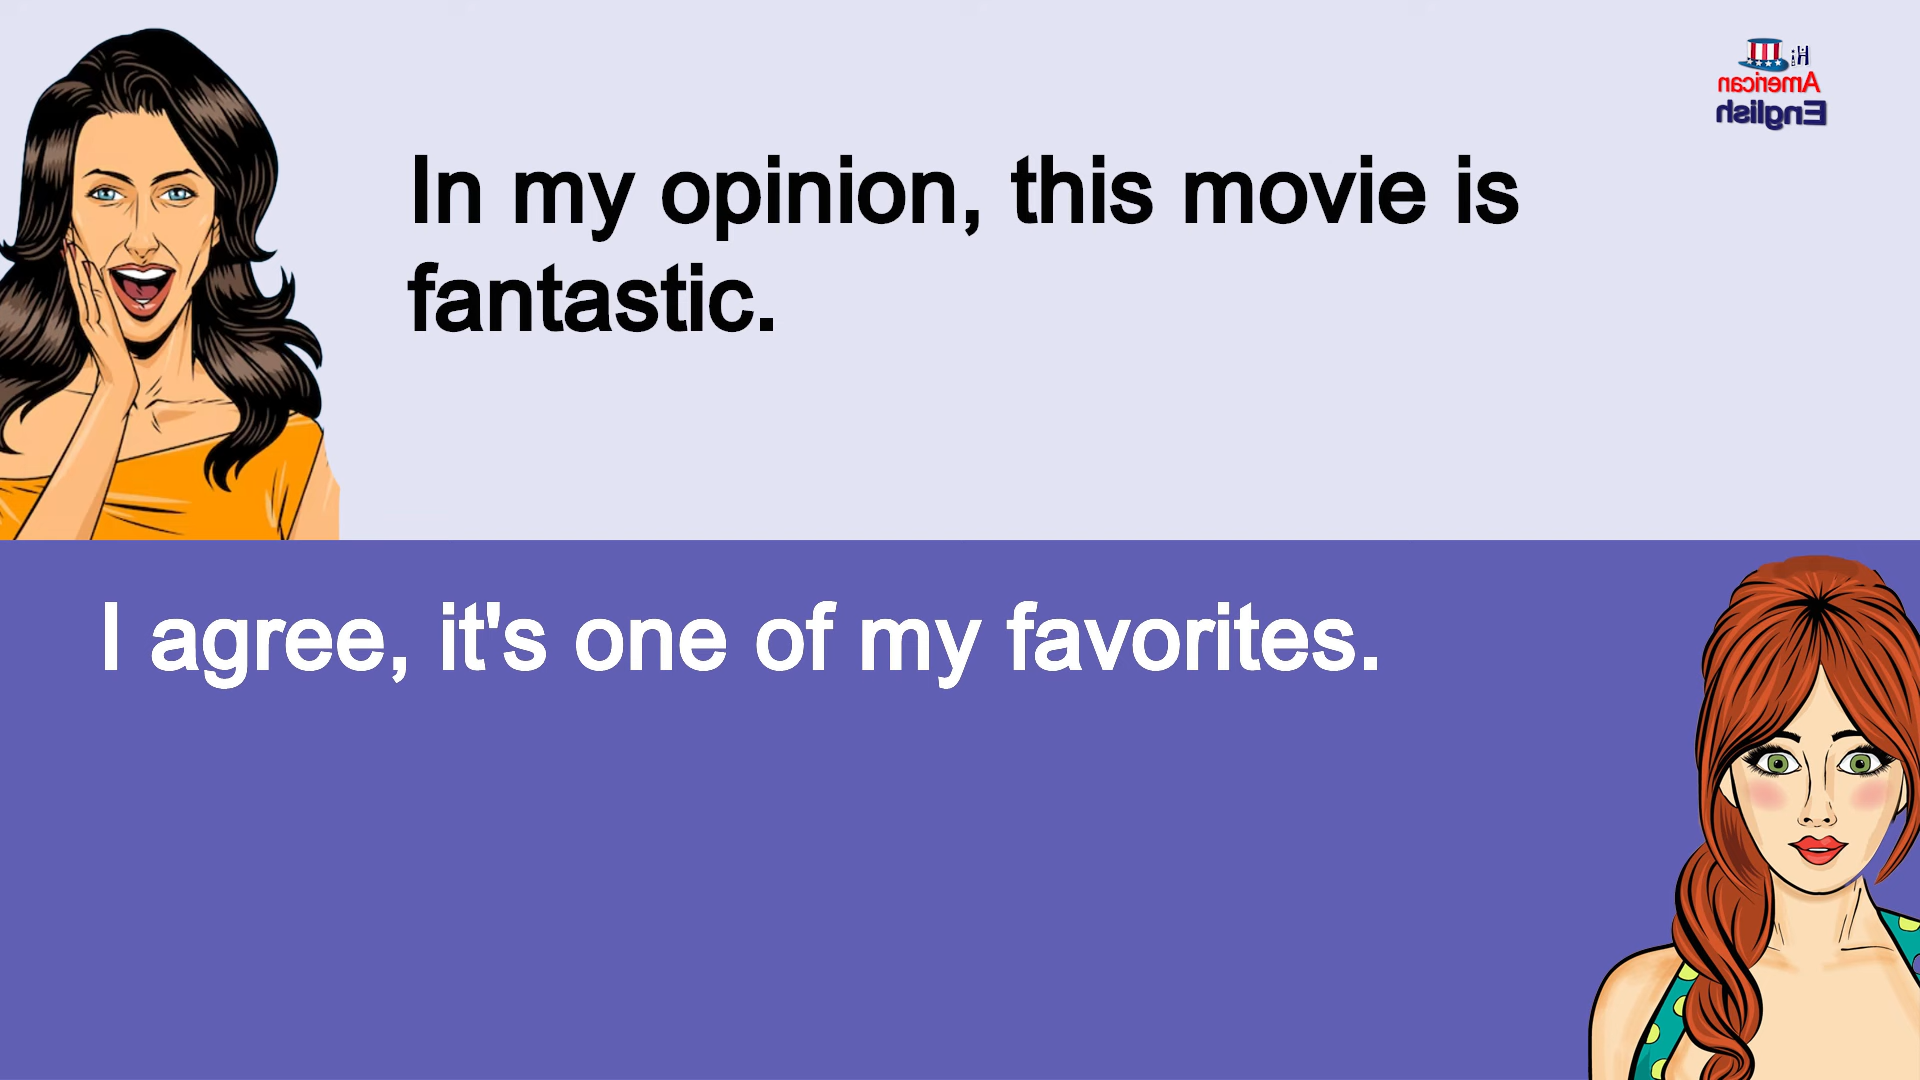 Hi
American
English
In my opinion, this movie is
fantastic.
I agree, it's one of my favorites.